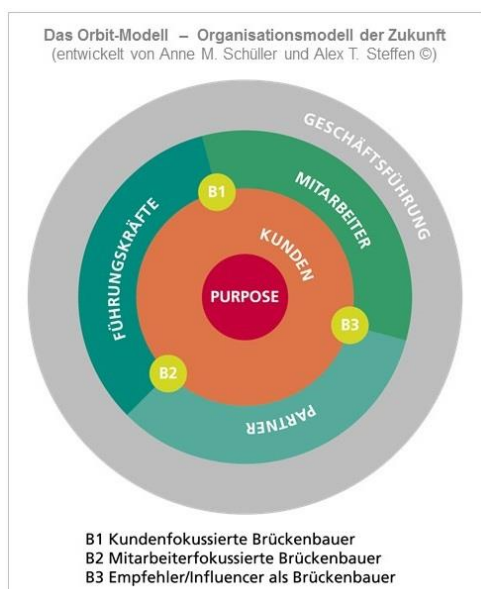 Das Orbit-Modell – Organisationsmodell der Zukunft
(entwickelt von Anne M. Schüller und Alex T. Steffen ©)
GESCHÄFTSFÜHRUNG
FÜHRUNGSKRÄFTE
MITARBEITER
B1
KUNDEN
PURPOSE
B3
B2
PARTNER
B1 Kundenfokussierte Brückenbauer
B2 Mitarbeiterfokussierte Brückenbauer
B3 Empfehler/Influencer als Brückenbauer